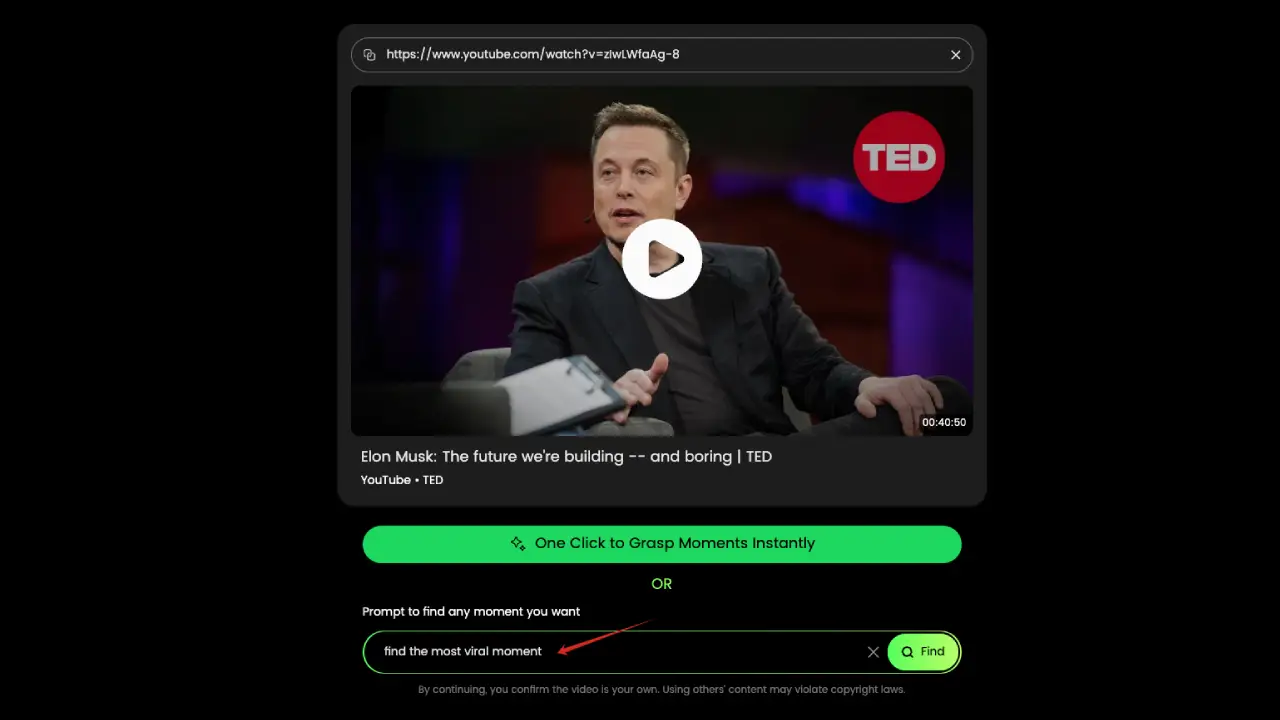 https://www.youtube.com/watch?v=zIwLWfaAg-8
TED
00:40:50
Elon Musk: The future we're building -- and boring | TED
YouTube • TED
One Click to Grasp Moments Instantly
OR
Prompt to find any moment you want
find the most viral moment
Find
By continuing, you confirm the video is your own. Using others' content may violate copyright laws.